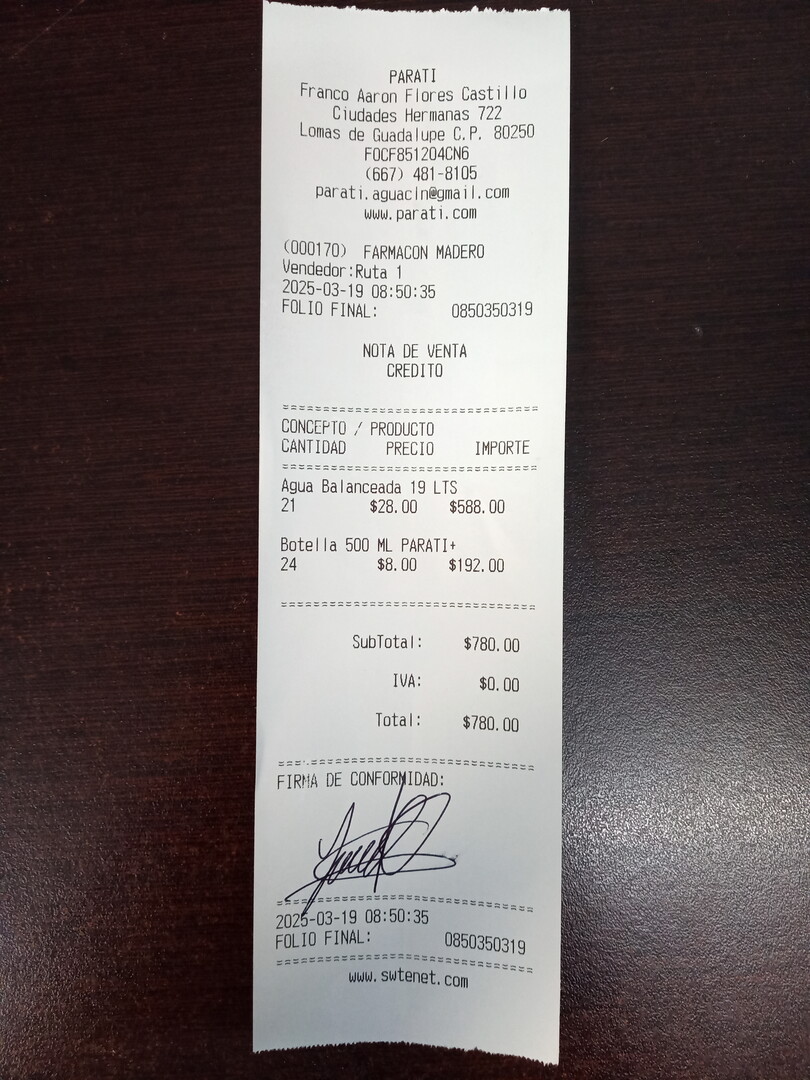 PARATI
Franco Aaron Flores Castillo
Ciudades Hermanas 722
Lomas de Guadalupe C.P. 80250
FOCF851204CN6
(667) 481-8105
parati.aguacln@gmail.com
www.parati.com
(000170) FARMACON MADERO
Vendedor:Ruta 1
2025-03-19 08:50:35
FOLIO FINAL: 0850350319
NOTA DE VENTA
CREDITO
CONCEPTO / PRODUCTO
CANTIDAD PRECIO IMPORTE
Agua Balanceada 19 LTS
21 $28.00 $588.00
Botella 500 ML PARATI+
24 $8.00 $192.00
SubTotal: $780.00
IVA: $0.00
Total: $780.00
FIRMA DE CONFORMIDAD:
2025-03-19 08:50:35
FOLIO FINAL: 0850350319
www.swtenet.com